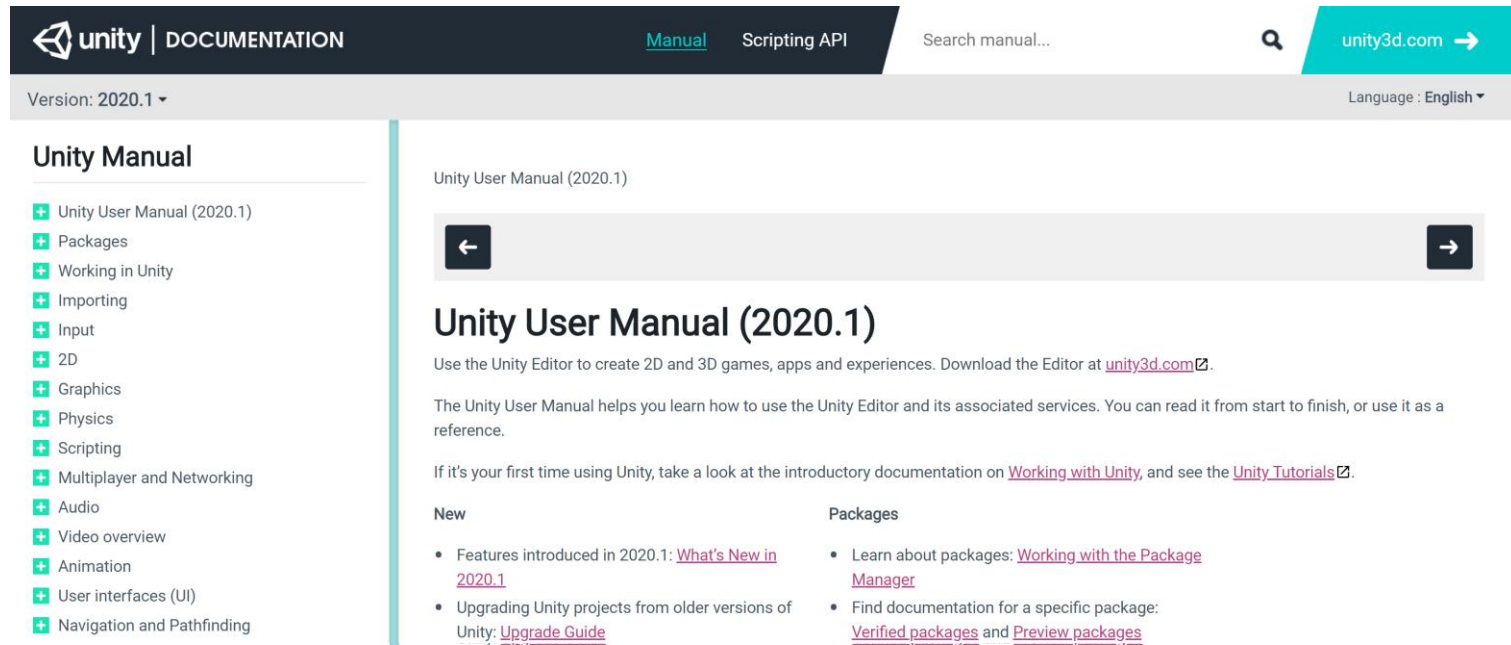 unity | DOCUMENTATION
Manual
Scripting API
Search manual...
unity3d.com
Version: 2020.1
Language : English
Unity Manual
Unity User Manual (2020.1)
Packages
Working in Unity
Importing
Input
2D
Graphics
Physics
Scripting
Multiplayer and Networking
Audio
Video overview
Animation
User interfaces (UI)
Navigation and Pathfinding
Unity User Manual (2020.1)
Unity User Manual (2020.1)
Use the Unity Editor to create 2D and 3D games, apps and experiences. Download the Editor at unity3d.com.
The Unity User Manual helps you learn how to use the Unity Editor and its associated services. You can read it from start to finish, or use it as a
reference.
If it's your first time using Unity, take a look at the introductory documentation on Working with Unity, and see the Unity Tutorials.
New
• Features introduced in 2020.1: What's New in
2020.1
• Upgrading Unity projects from older versions of
Unity: Upgrade Guide
Packages
• Learn about packages: Working with the Package
Manager
• Find documentation for a specific package:
Verified packages and Preview packages